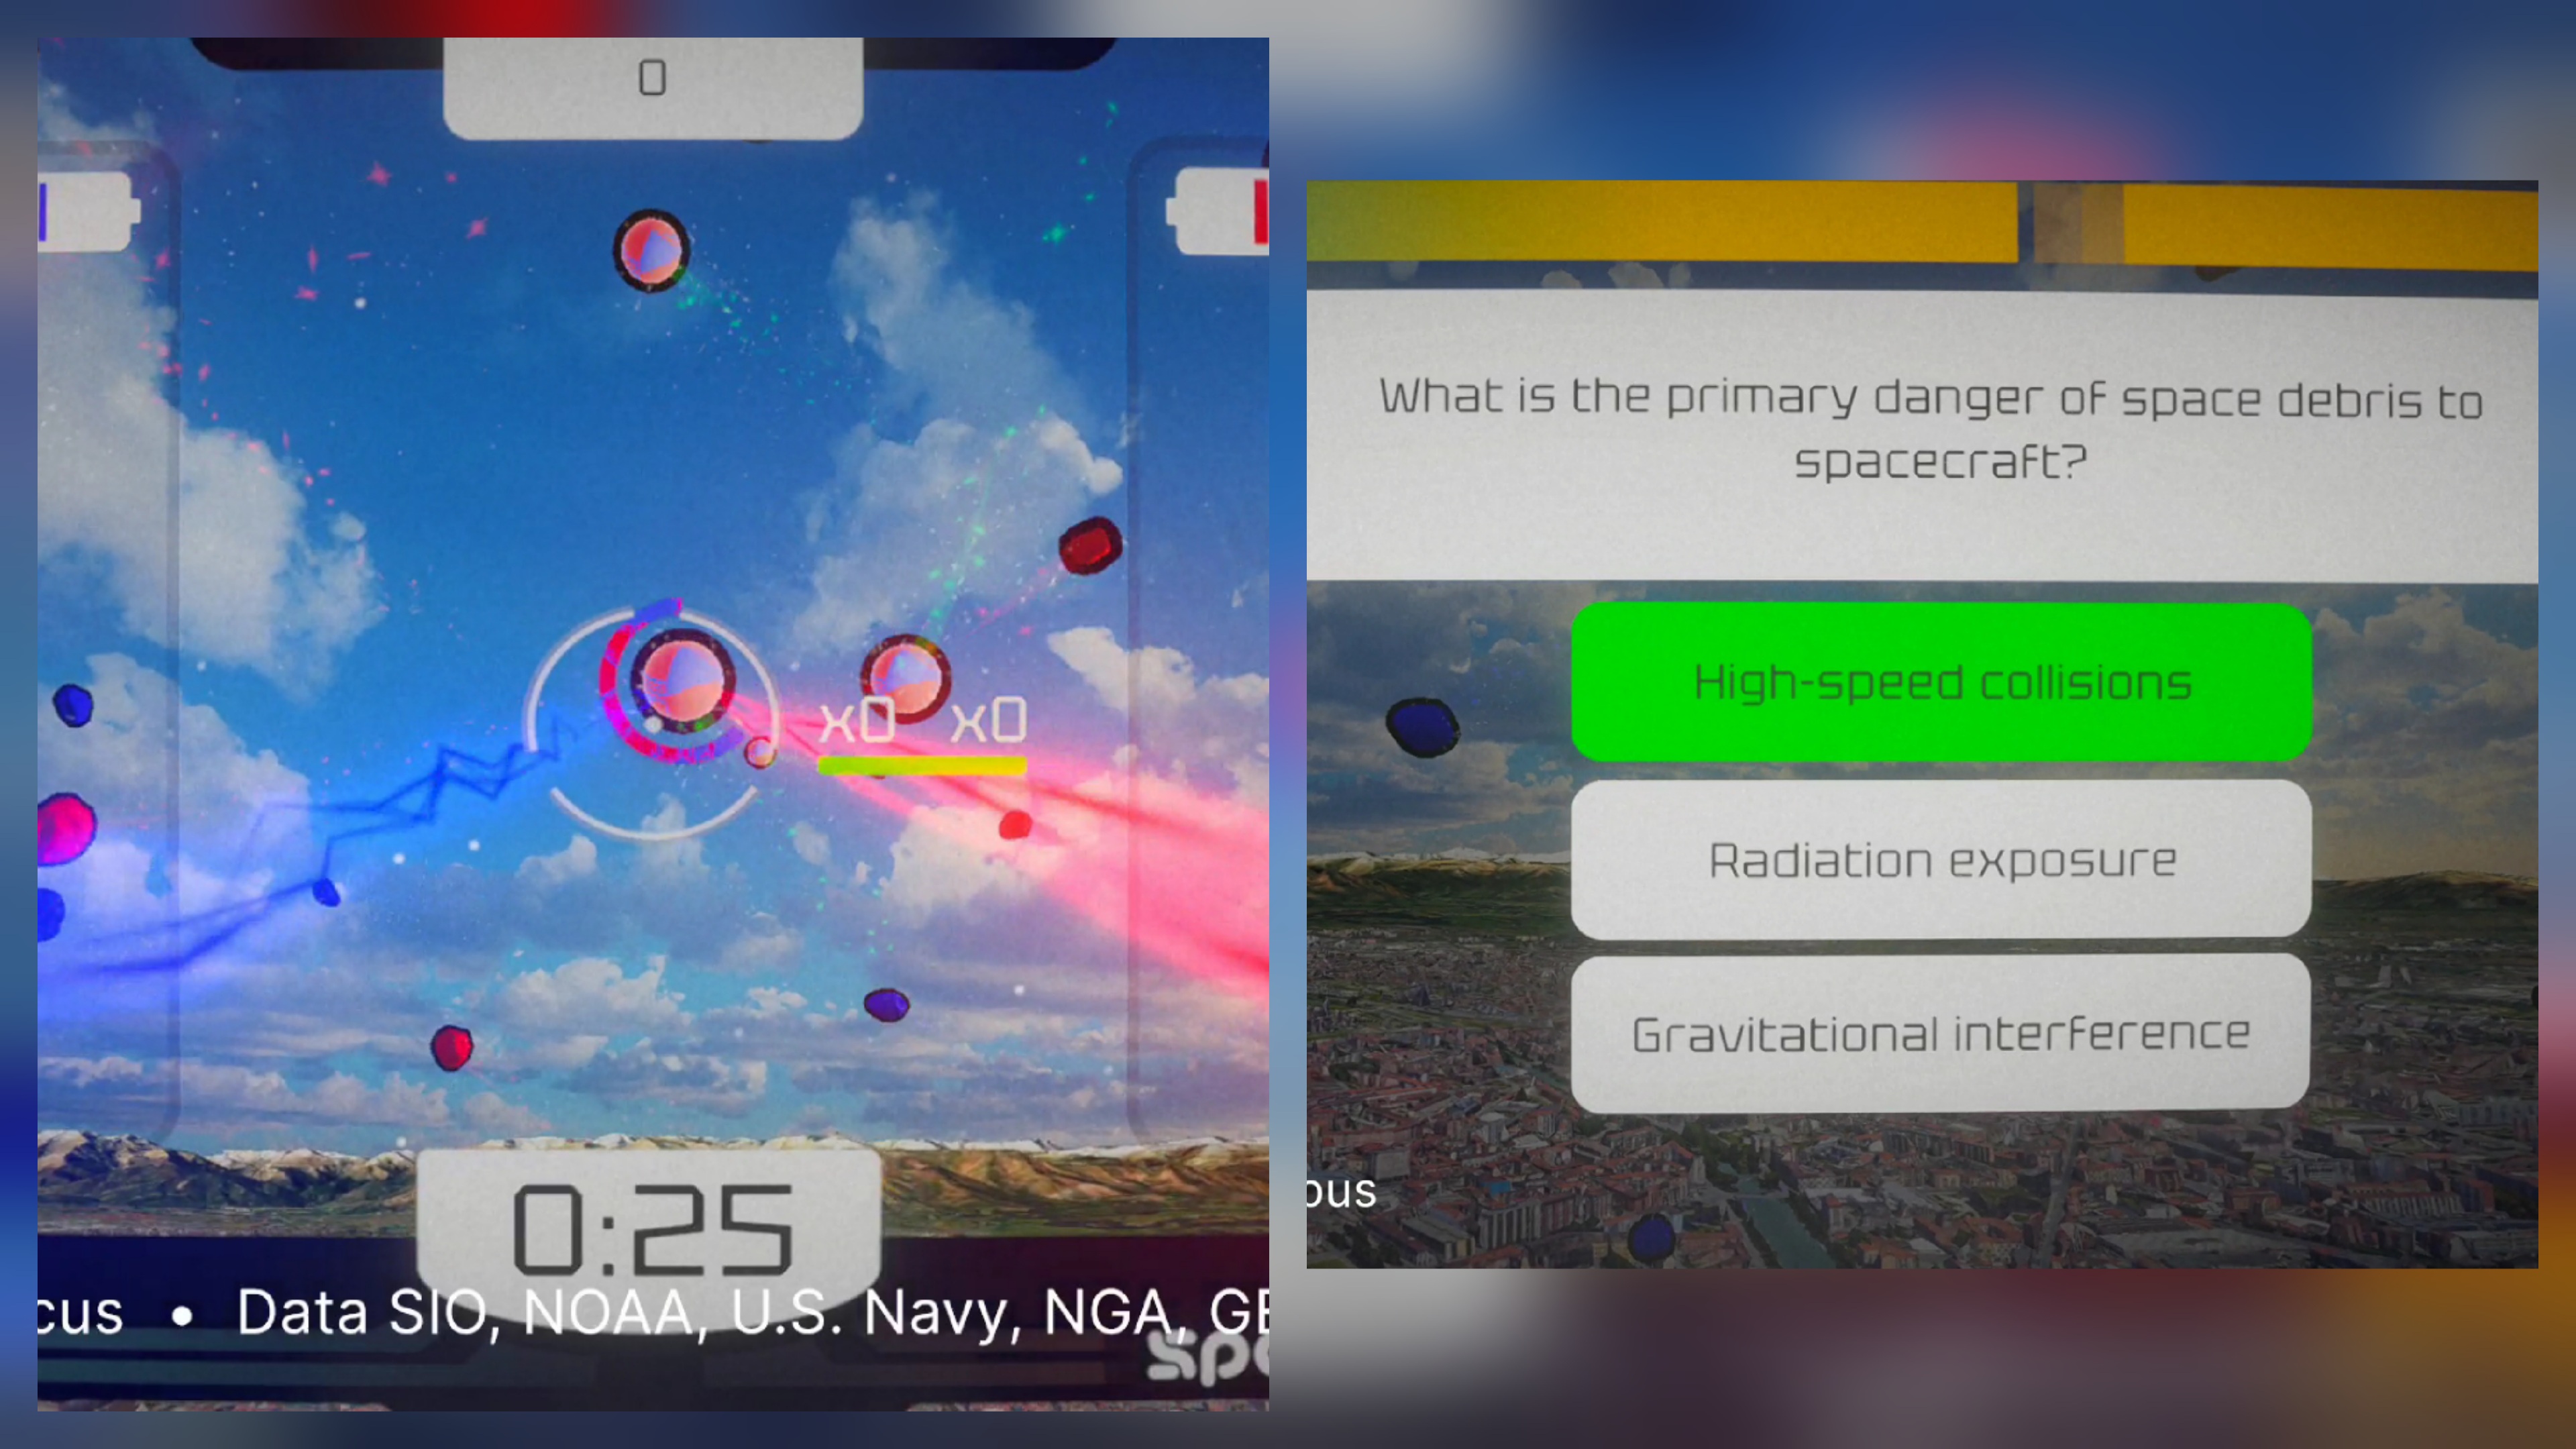 0
x0 x0
0:25
cus • Data SIO, NOAA, U.S. Navy, NGA, GE
spo
What is the primary danger of space debris to
spacecraft?
High-speed collisions
Radiation exposure
Gravitational interference
ous